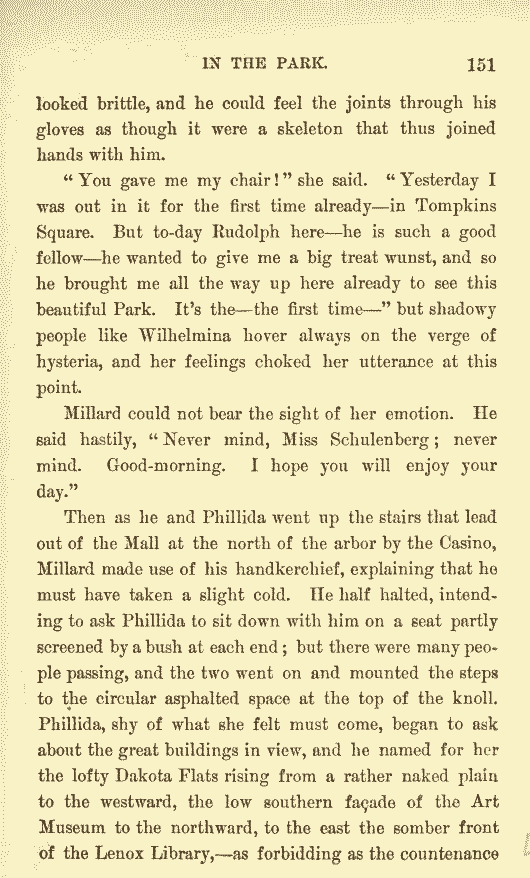 IN THE PARK. 151
looked brittle, and he could feel the joints through his
gloves as though it were a skeleton that thus joined
hands with him.
“ You gave me my chair!” she said. “ Yesterday I
was out in it for the first time already—in Tompkins
Square. But to-day Rudolph here—he is such a good
fellow—he wanted to give me a big treat wunst, and so
he brought me all the way up here already to see this
beautiful Park. It's the—the first time—” but shadowy
people like Wilhelmina hover always on the verge of
hysteria, and her feelings choked her utterance at this
point.
Millard could not bear the sight of her emotion. He
said hastily, “ Never mind, Miss Schulenberg ; never
mind. Good-morning. I hope you will enjoy your
day.”
Then as he and Phillida went up the stairs that lead
out of the Mall at the north of the arbor by the Casino,
Millard made use of his handkerchief, explaining that he
must have taken a slight cold. He half halted, intend-
ing to ask Phillida to sit down with him on a seat partly
screened by a bush at each end ; but there were many peo-
ple passing, and the two went on and mounted the steps
to the circular asphalted space at the top of the knoll.
Phillida, shy of what she felt must come, began to ask
about the great buildings in view, and he named for her
the lofty Dakota Flats rising from a rather naked plain
to the westward, the low southern façade of the Art
Museum to the northward, to the east the somber front
of the Lenox Library,—as forbidding as the countenance